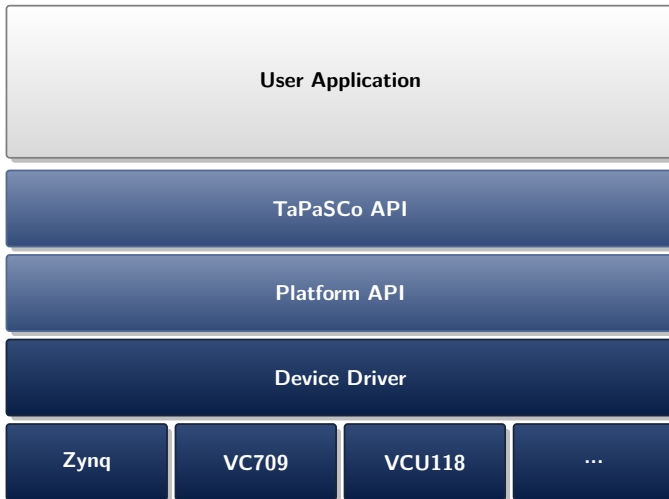 User Application
TaPaSCo API
Platform API
Device Driver
Zynq VC709 VCU118 ...